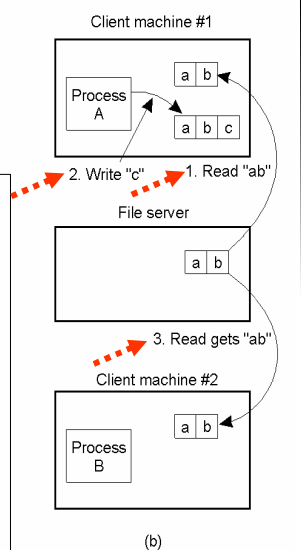 Client machine #1
a b
Process
A
a b c
2. Write "c"
1. Read "ab"
File server
a b
3. Read gets "ab"
Client machine #2
a b
Process
B
(b)